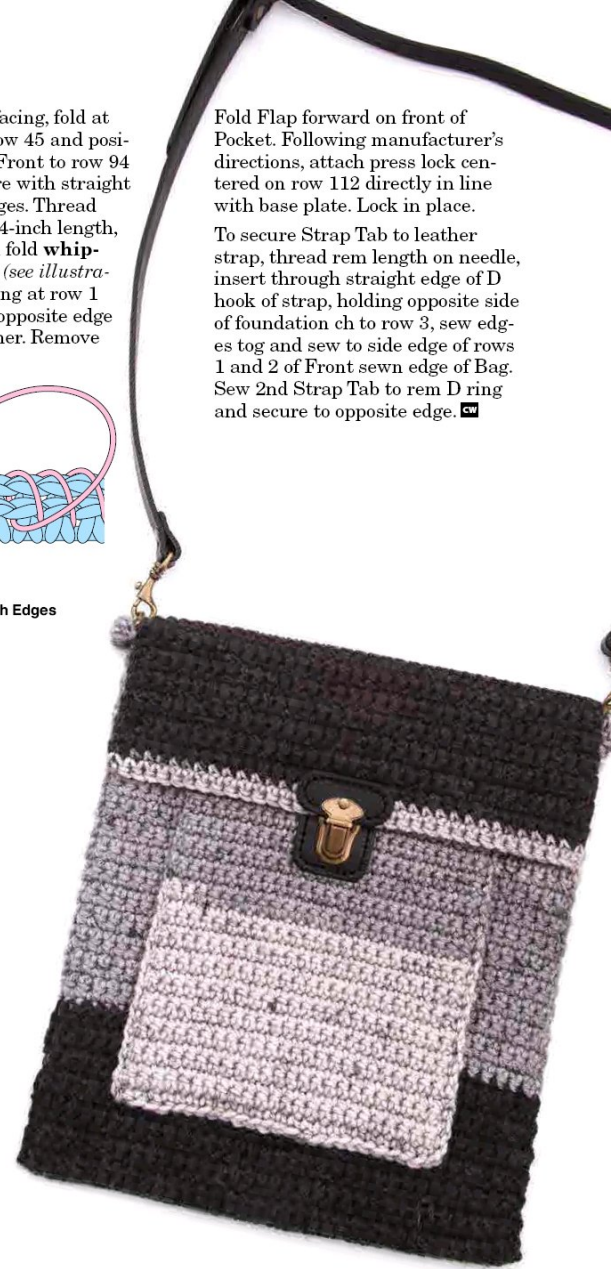 acing, fold at
ow 45 and posi-
Front to row 94
re with straight
ges. Thread
4-inch length,
fold whip-
(see illustra-
ng at row 1
opposite edge
ner. Remove
h Edges
Fold Flap forward on front of
Pocket. Following manufacturer's
directions, attach press lock cen-
tered on row 112 directly in line
with base plate. Lock in place.
To secure Strap Tab to leather
strap, thread rem length on needle,
insert through straight edge of D
hook of strap, holding opposite side
of foundation ch to row 3, sew edg-
es tog and sew to side edge of rows
1 and 2 of Front sewn edge of Bag.
Sew 2nd Strap Tab to rem D ring
and secure to opposite edge. CW